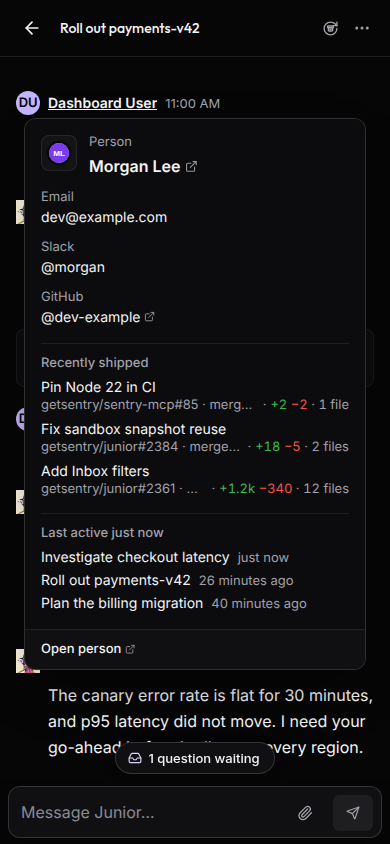 Roll out payments-v42
DU Dashboard User 11:00 AM
Person
ML
Morgan Lee
Email
dev@example.com
Slack
@morgan
GitHub
@dev-example
Recently shipped
Pin Node 22 in CI
getsentry/sentry-mcp#85 · merg... · +2 −2 · 1 file
Fix sandbox snapshot reuse
getsentry/junior#2384 · merge... · +18 −5 · 2 files
Add Inbox filters
getsentry/junior#2361 · ... · +1.2k −340 · 12 files
Last active just now
Investigate checkout latency just now
Roll out payments-v42 26 minutes ago
Plan the billing migration 40 minutes ago
Open person
The canary error rate is flat for 30 minutes,
and p95 latency did not move. I need your
go-ahead every region.
1 question waiting
Message Junior...